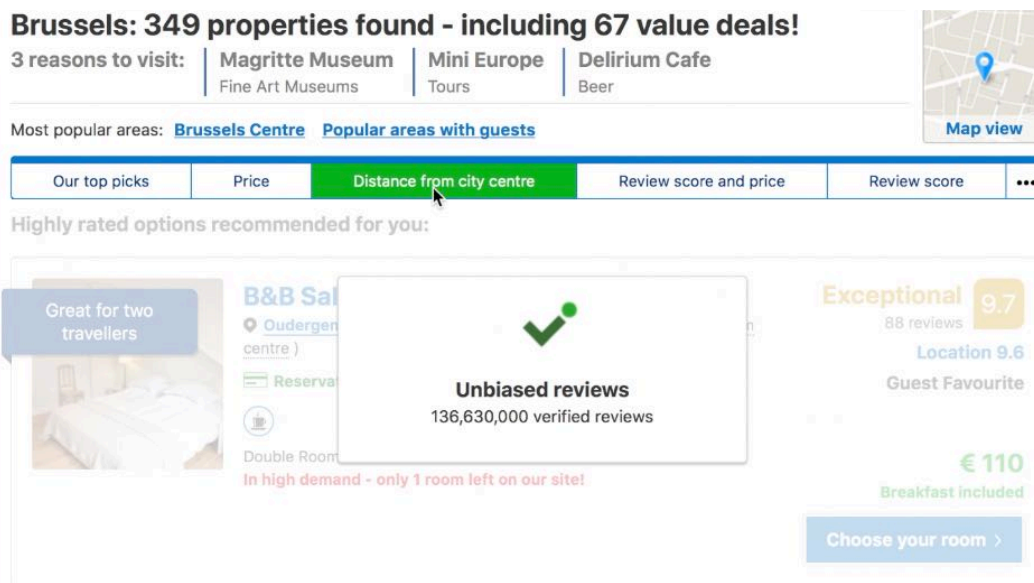 Brussels: 349 properties found - including 67 value deals!
3 reasons to visit:
Magritte Museum
Fine Art Museums
Mini Europe
Tours
Delirium Cafe
Beer
Most popular areas: Brussels Centre Popular areas with guests
Map view
Our top picks
Price
Distance from city centre
Review score and price
Review score
•••
Highly rated options recommended for you:
Great for two
travellers
B&B
centre )
Unbiased reviews
136,630,000 verified reviews
Double Room
In high demand - only 1 room left on our site!
Exceptional
9.7
88 reviews
Location 9.6
Guest Favourite
€ 110
Breakfast included
Choose your room >